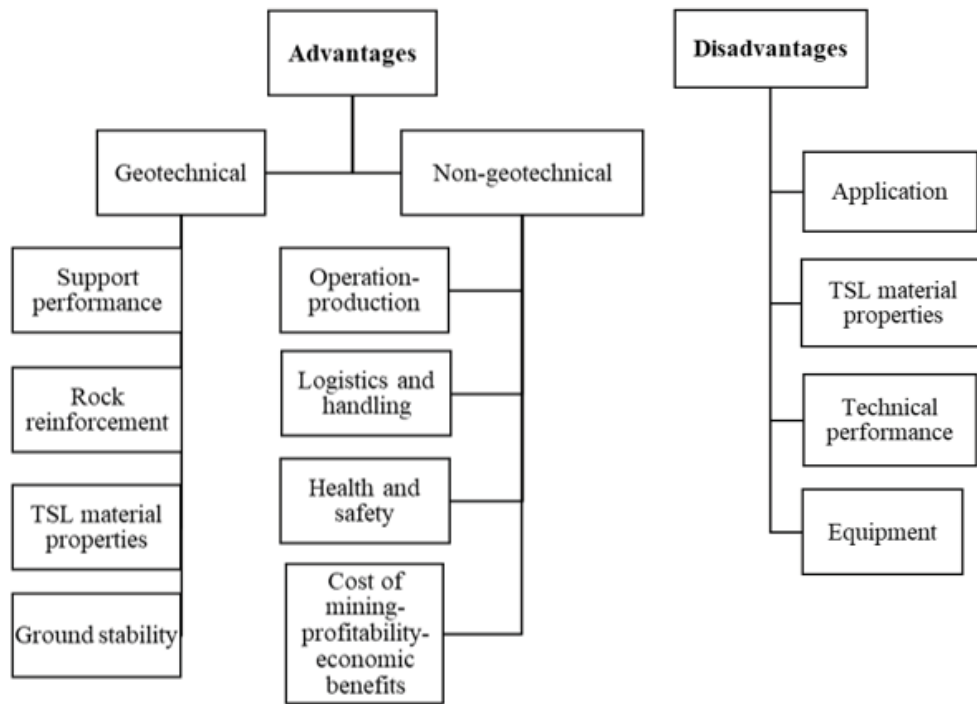 Advantages
Geotechnical
Non-geotechnical
Support
performance
Rock
reinforcement
TSL material
properties
Ground stability
Operation-
production
Logistics and
handling
Health and
safety
Cost of
mining-
profitability-
economic
benefits
Disadvantages
Application
TSL material
properties
Technical
performance
Equipment